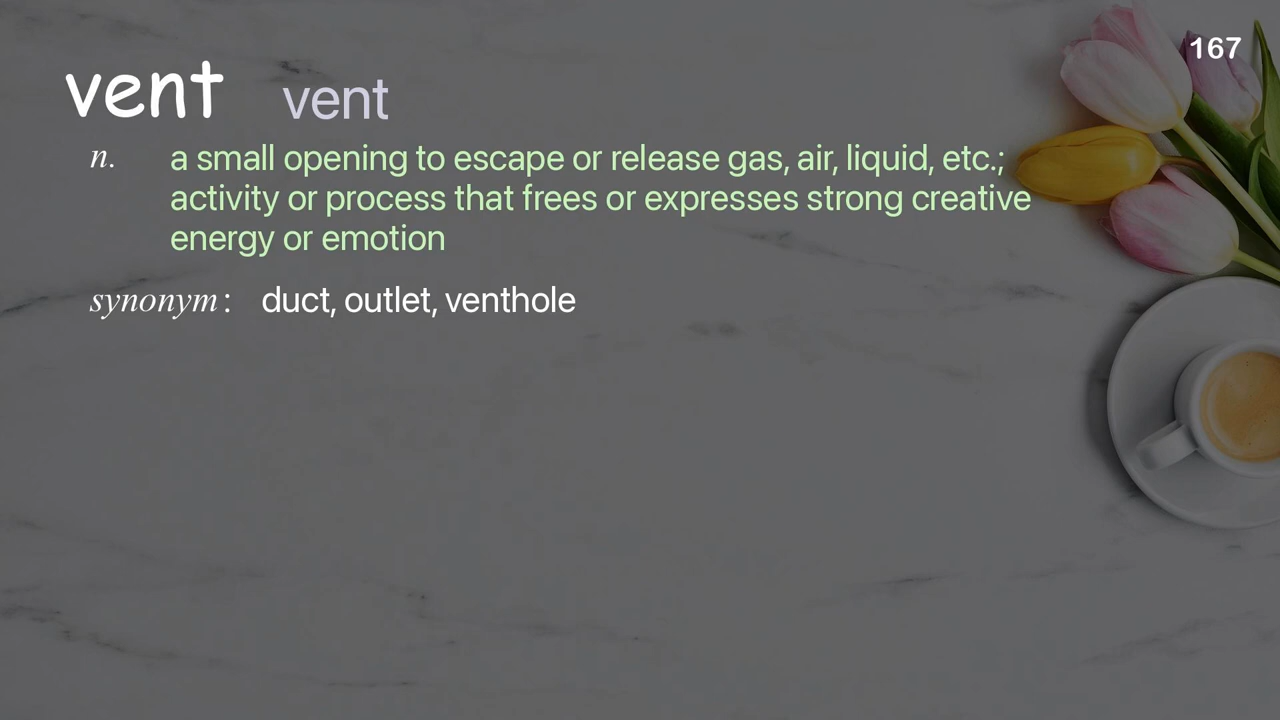 167
vent vent
n. a small opening to escape or release gas, air, liquid, etc.;
activity or process that frees or expresses strong creative
energy or emotion
synonym: duct, outlet, venthole